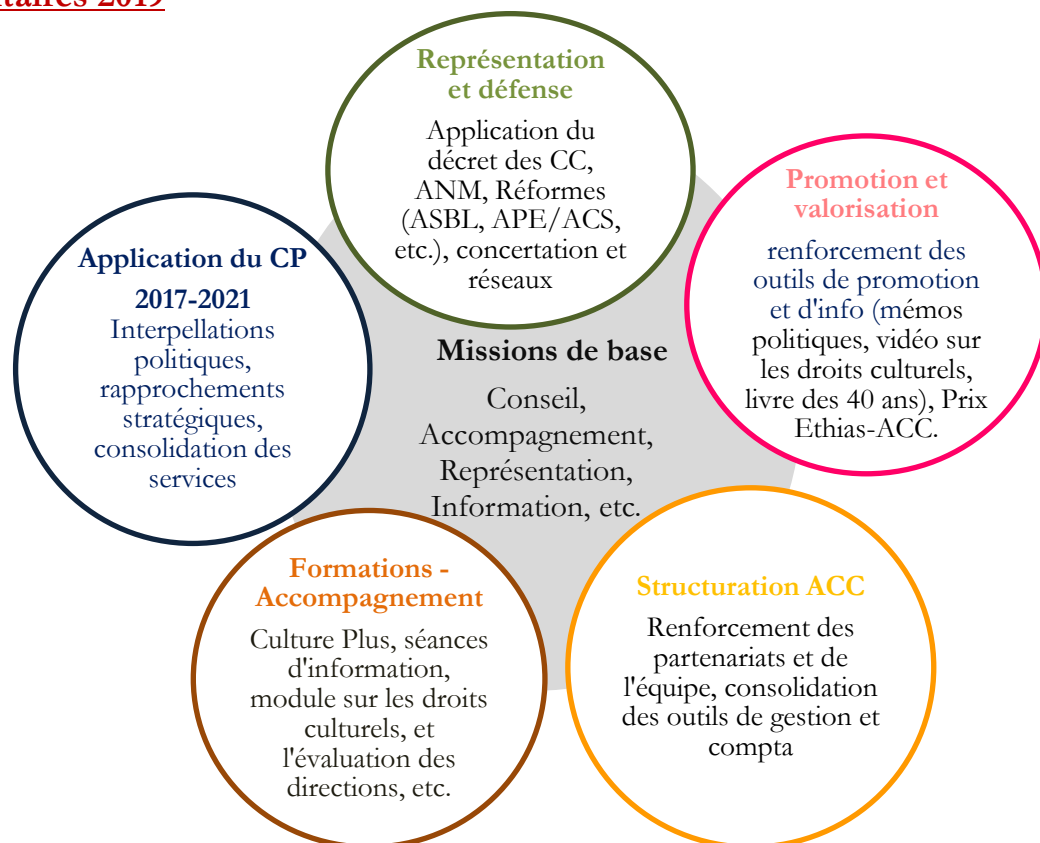 Représentation
et défense
Application du
décret des CC,
ANM, Réformes
(ASBL, APE/ACS,
etc.), concertation et
réseaux
Promotion et
valorisation
renforcement des
outils de promotion
et d'info (mémos
politiques, vidéo sur
les droits culturels,
livre des 40 ans), Prix
Ethias-ACC.
Application du CP
2017-2021
Interpellations
politiques,
rapprochements
stratégiques,
consolidation des
services
Missions de base
Conseil,
Accompagnement,
Représentation,
Information, etc.
Formations -
Accompagnement
Culture Plus, séances
d'information,
module sur les droits
culturels, et
l'évaluation des
directions, etc.
Structuration ACC
Renforcement des
partenariats et de
l'équipe, consolidation
des outils de gestion et
compta